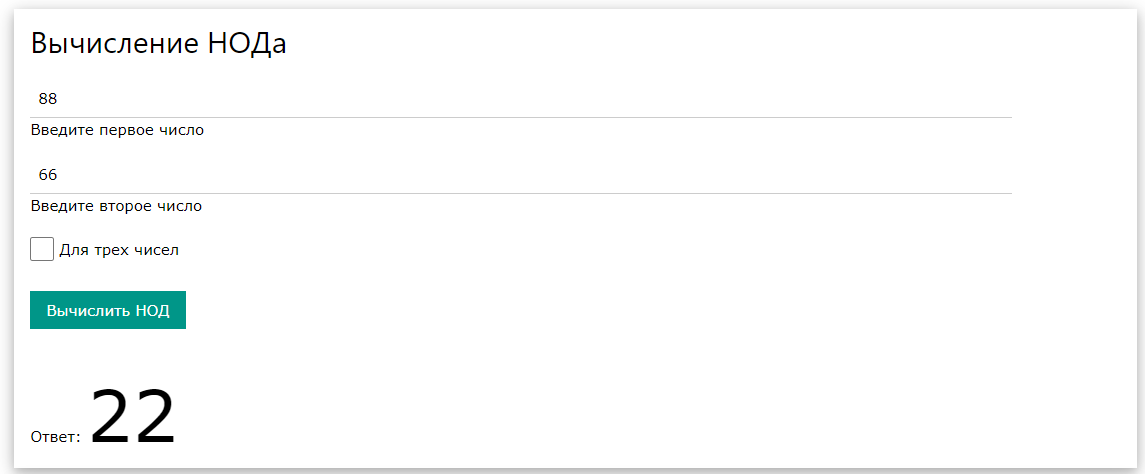 Вычисление НОДа
88
Введите первое число
66
Введите второе число
Для трех чисел
Вычислить НОД
Ответ: 22